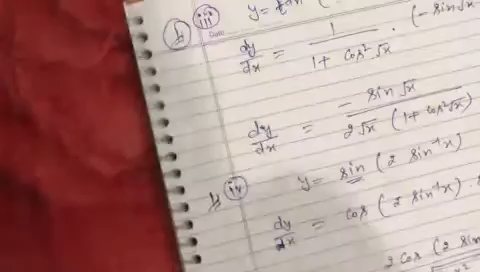 b) iii) y = tan (
Date
dy/dx = 1/(1 + cos² √x) . (- sin √x
dy/dx = - sin √x / 2√x (1 + cos² √x)
b) iv y = sin (2 sin⁻¹x)
dy/dx = cos (2 sin⁻¹x) .
2 cos (2 sin